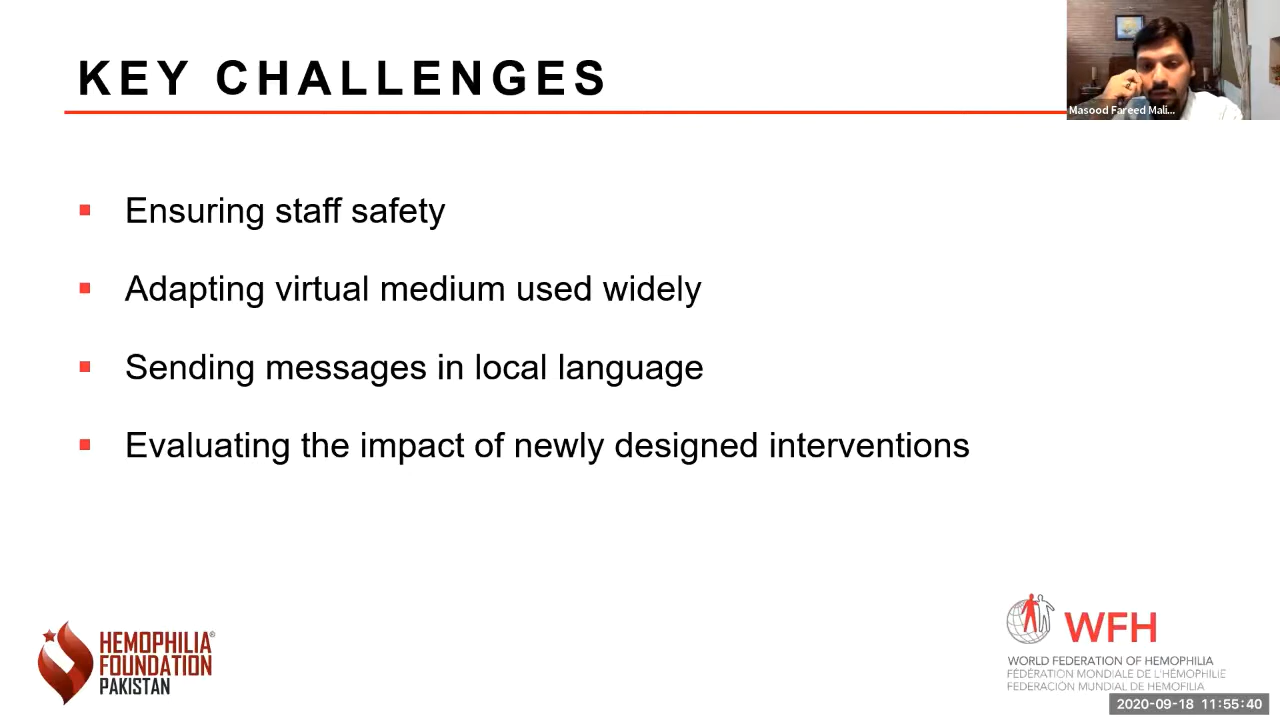 KEY CHALLENGES
Masood Fareed Mali...
Ensuring staff safety
Adapting virtual medium used widely
Sending messages in local language
Evaluating the impact of newly designed interventions
HEMOPHILIA®
FOUNDATION
PAKISTAN
WFH
WORLD FEDERATION OF HEMOPHILIA
FÉDÉRATION MONDIALE DE L'HÉMOPHILIE
FEDERACIÓN MUNDIAL DE HEMOFILIA
2020-09-18 11:55:40